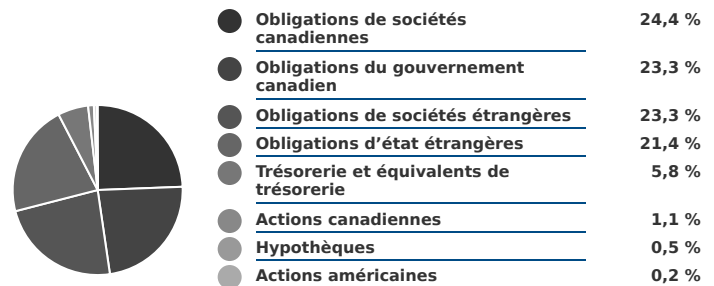 Obligations de sociétés 24,4 %
canadiennes
Obligations du gouvernement 23,3 %
canadien
Obligations de sociétés étrangères 23,3 %
Obligations d’état étrangères 21,4 %
Trésorerie et équivalents de 5,8 %
trésorerie
Actions canadiennes 1,1 %
Hypothèques 0,5 %
Actions américaines 0,2 %